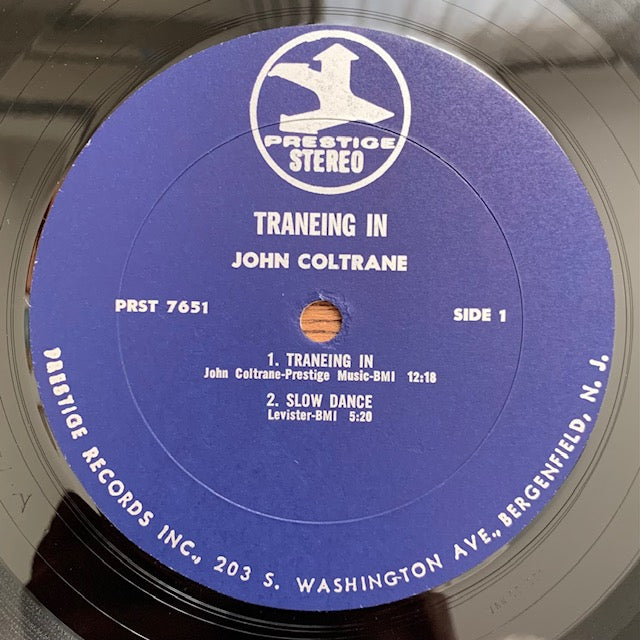 PRESTIGE
STEREO
TRANEING IN
JOHN COLTRANE
PRST 7651
SIDE 1
1. TRANEING IN
John Coltrane-Prestige Music-BMI 12:18
2. SLOW DANCE
Levister-BMI 5:20
PRESTIGE RECORDS INC., 203 S. WASHINGTON AVE., BERGENFIELD, N. J.